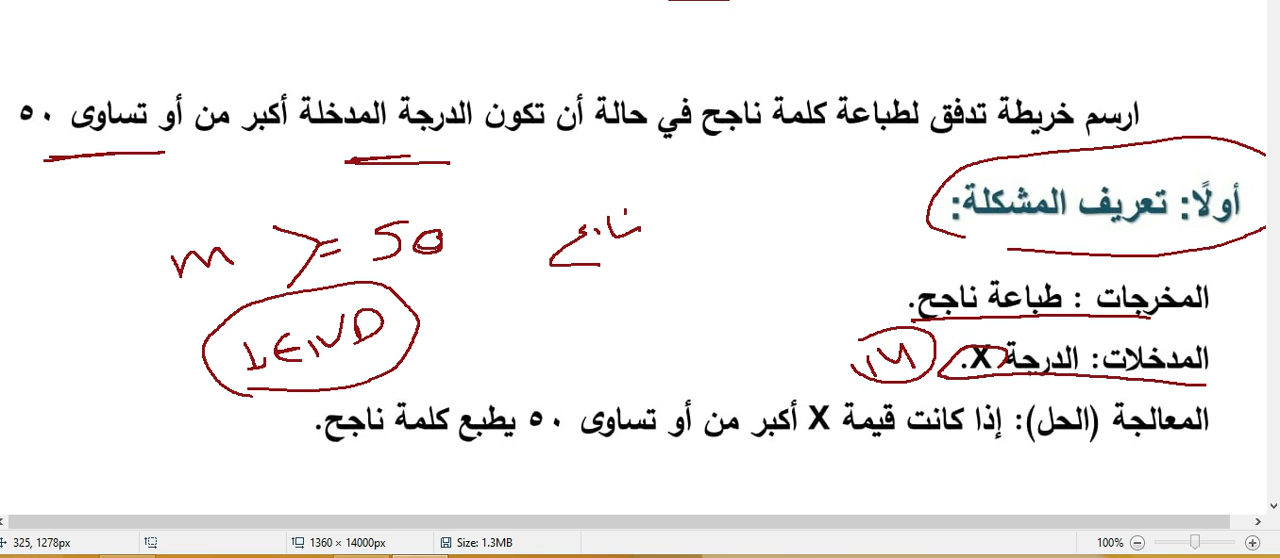 ارسم خريطة تدفق لطباعة كلمة ناجح في حالة أن تكون الدرجة المدخلة أكبر من أو تساوى ٥٠
أولًا: تعريف المشكلة:
m >= 50
ناجح
المخرجات : طباعة ناجح.
المدخلات: الدرجة X.
المعالجة (الحل): إذا كانت قيمة X أكبر من أو تساوى ٥٠ يطبع كلمة ناجح.
325, 1278px 1360 × 14000px Size: 1.3MB 100%